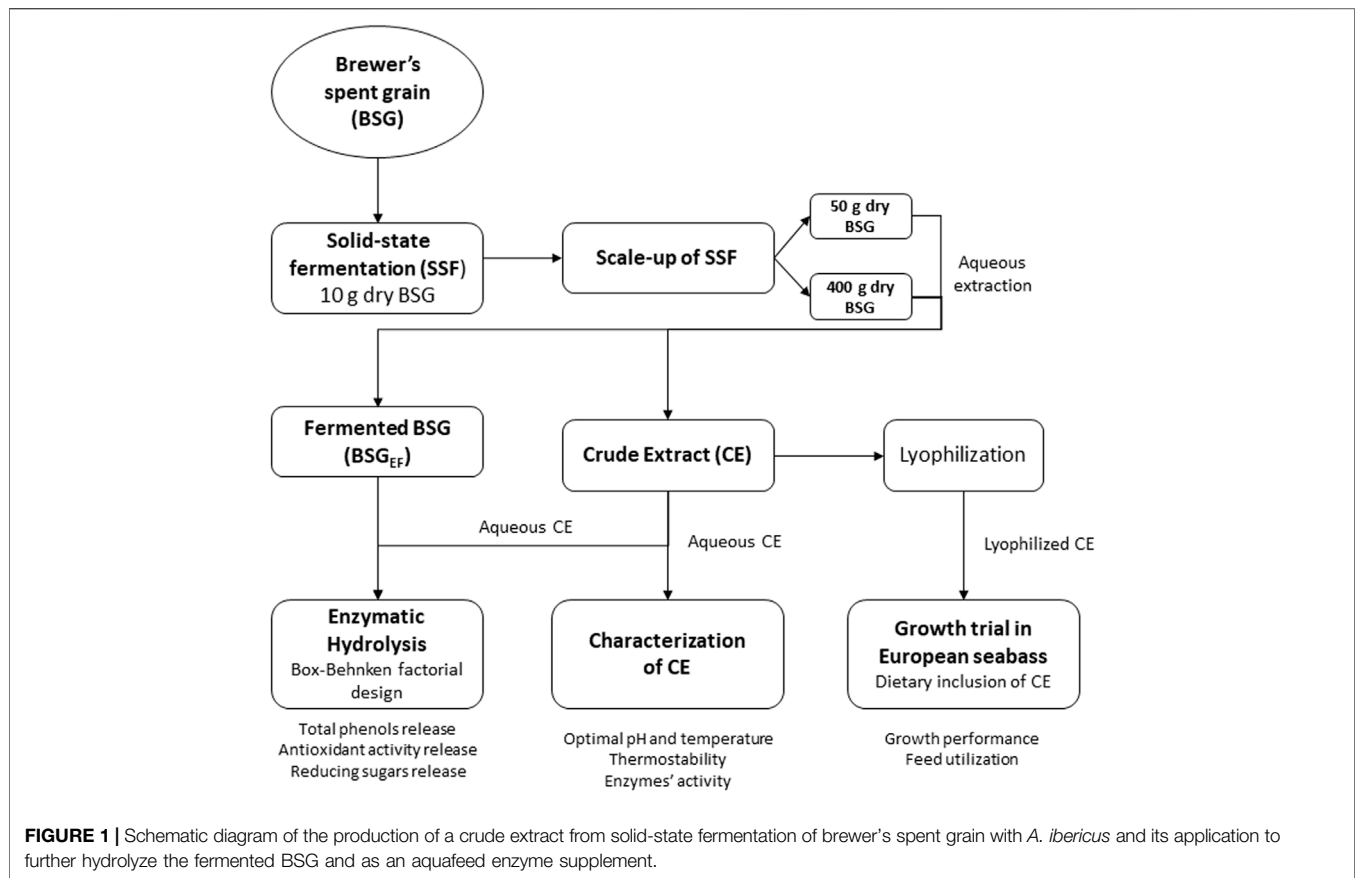 Brewer's
spent grain
(BSG)
Solid-state
fermentation (SSF)
10 g dry BSG
Scale-up of SSF
50 g dry
BSG
400 g dry
BSG
Aqueous
extraction
Fermented BSG
(BSGEF)
Crude Extract (CE)
Lyophilization
Aqueous CE
Aqueous CE
Lyophilized CE
Enzymatic
Hydrolysis
Box-Behnken factorial
design
Total phenols release
Antioxidant activity release
Reducing sugars release
Characterization
of CE
Optimal pH and temperature
Thermostability
Enzymes' activity
Growth trial in
European seabass
Dietary inclusion of CE
Growth performance
Feed utilization
FIGURE 1 | Schematic diagram of the production of a crude extract from solid-state fermentation of brewer's spent grain with A. ibericus and its application to
further hydrolyze the fermented BSG and as an aquafeed enzyme supplement.